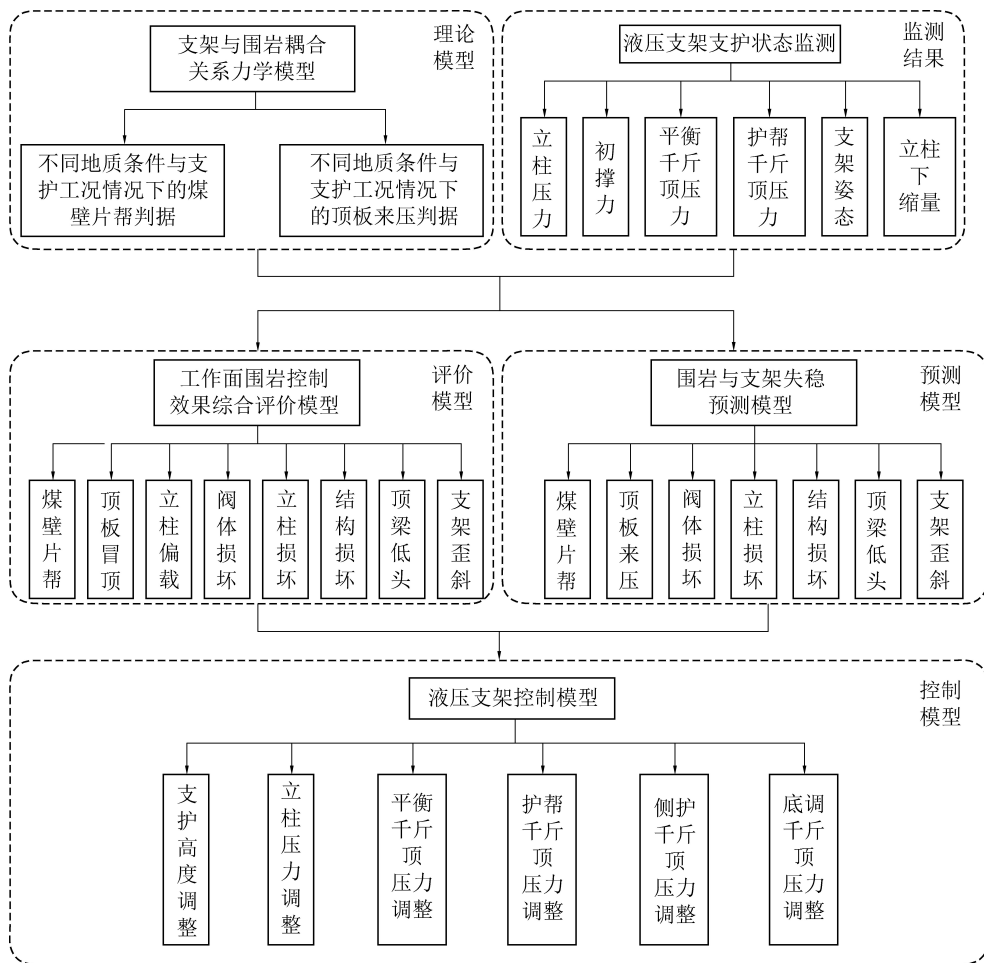 支架与围岩耦合
关系力学模型
理论
模型
不同地质条件与支
护工况情况下的煤
壁片帮判据
不同地质条件与
支护工况情况下
的顶板来压判据
液压支架支护状态监测
监测
结果
立柱压力
初撑力
平衡
千斤
顶压
力
护帮
千斤
顶压
力
支架姿态
立柱
下
缩量
工作面围岩控制
效果综合评价模型
评价
模型
煤壁片帮
顶板冒顶
立柱偏载
阀体损坏
立柱损坏
结构损坏
顶梁低头
支架歪斜
围岩与支架失稳
预测模型
预测
模型
煤壁片帮
顶板来压
阀体损坏
立柱损坏
结构损坏
顶梁低头
支架歪斜
液压支架控制模型
控制
模型
支护高度调整
立柱压力调整
平衡
千斤
顶
压力
调整
护帮
千斤
顶
压力
调整
侧护
千斤
顶
压力
调整
底调
千斤
顶
压力
调整